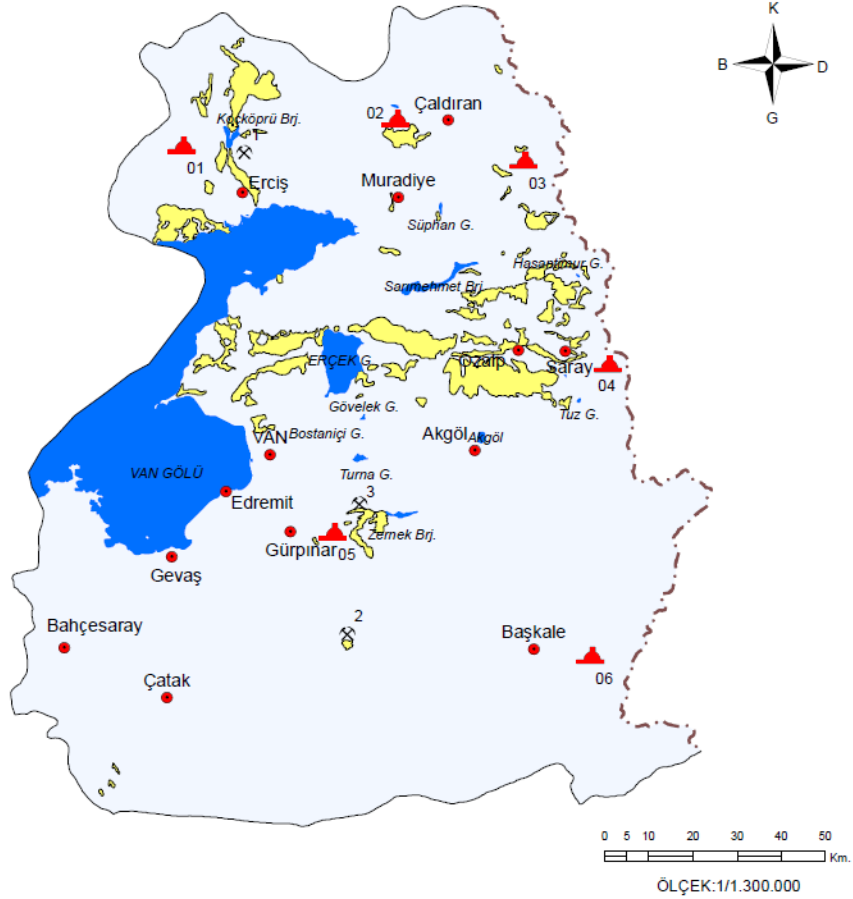 K
B D
G
02
Çaldıran
Koçköprü Brj.
1
01
03
Erciş
Muradiye
Süphan G.
Hasantimur G.
Sarımehmet Brj.
ERÇEK G.
Özalp
Saray
04
Gövelek G.
Tuz G.
VAN
Bostaniçi G.
Akgöl
Akgöl
VAN GÖLÜ
Turna G.
Edremit
3
Zernek Brj.
Gürpınar
05
Gevaş
2
Bahçesaray
Başkale
06
Çatak
0 5 10 20 30 40 50
Km.
ÖLÇEK:1/1.300.000